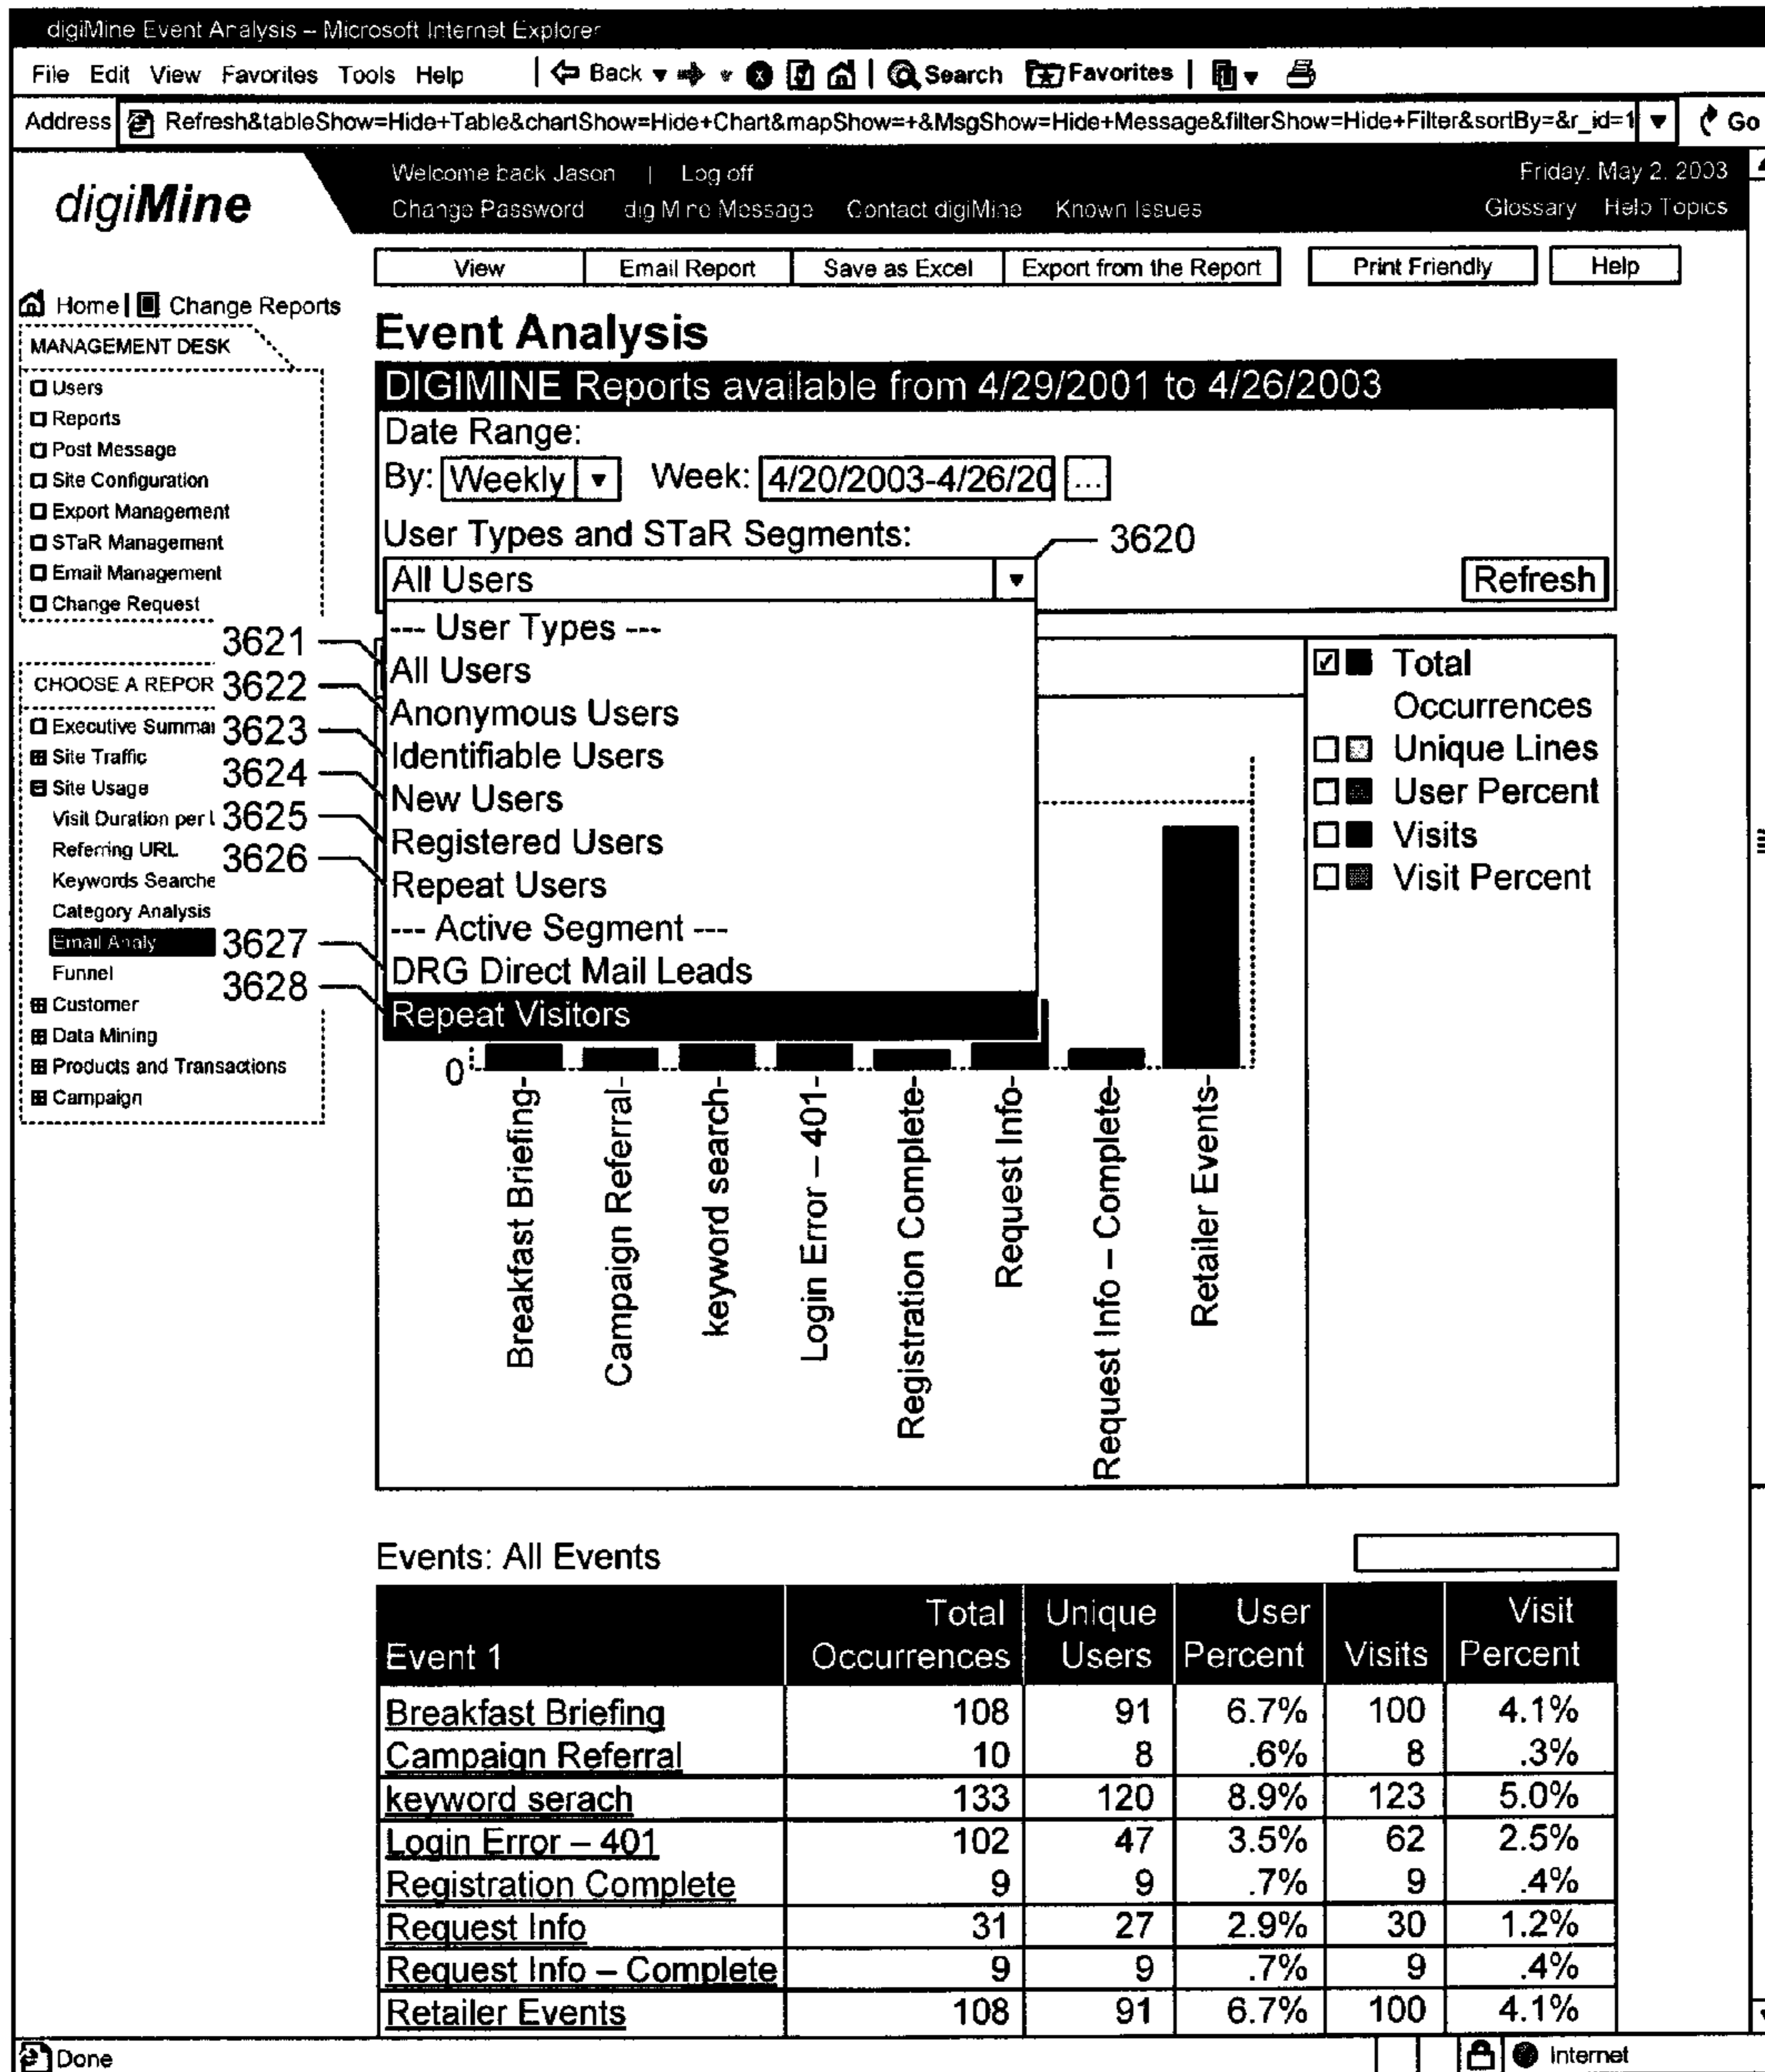 digiMine Event Analysis – Microsoft Internet Explorer
File Edit View Favorites Tools Help Back Search Favorites
Address Refresh&tableShow=Hide+Table&chartShow=Hide+Chart&mapShow=+&MsgShow=Hide+Message&filterShow=Hide+Filter&sortBy=&r_id=1 Go
digiMine
Welcome back Jason | Log off Friday, May 2, 2003
Change Password digiMine Message Contact digiMine Known Issues Glossary Help Topics
View Email Report Save as Excel Export from the Report Print Friendly Help
Home Change Reports
MANAGEMENT DESK
Users
Reports
Post Message
Site Configuration
Export Management
STaR Management
Email Management
Change Request
CHOOSE A REPOR
Executive Summar
Site Traffic
Site Usage
Visit Duration per
Referring URL
Keywords Searche
Category Analysis
Email Analy
Funnel
Customer
Data Mining
Products and Transactions
Campaign
Event Analysis
DIGIMINE Reports available from 4/29/2001 to 4/26/2003
Date Range:
By: Weekly Week: 4/20/2003-4/26/20 ...
User Types and STaR Segments: 3620
All Users Refresh
--- User Types ---
3621 All Users
3622 Anonymous Users
3623 Identifiable Users
3624 New Users
3625 Registered Users
3626 Repeat Users
--- Active Segment ---
3627 DRG Direct Mail Leads
3628 Repeat Visitors
Total
Occurrences
Unique Lines
User Percent
Visits
Visit Percent
0
Breakfast Briefing
Campaign Referral
keyword search
Login Error – 401
Registration Complete
Request Info
Request Info – Complete
Retailer Events
Events: All Events
Event 1 Total Occurrences Unique Users User Percent Visits Visit Percent
Breakfast Briefing 108 91 6.7% 100 4.1%
Campaign Referral 10 8 .6% 8 .3%
keyword serach 133 120 8.9% 123 5.0%
Login Error – 401 102 47 3.5% 62 2.5%
Registration Complete 9 9 .7% 9 .4%
Request Info 31 27 2.9% 30 1.2%
Request Info – Complete 9 9 .7% 9 .4%
Retailer Events 108 91 6.7% 100 4.1%
Done Internet